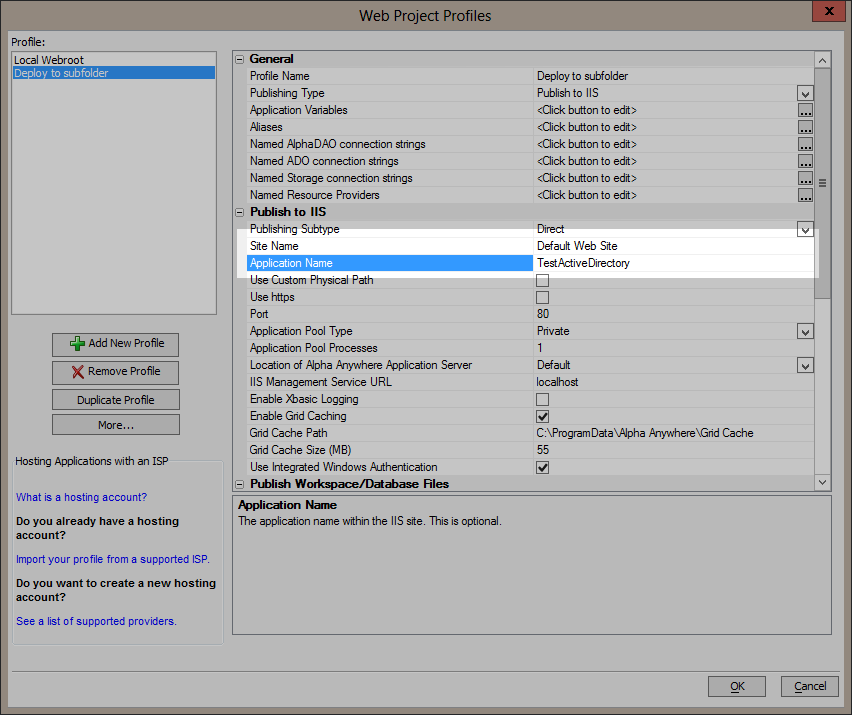 Web Project Profiles
x
Profile:
Local Webroot
Deploy to subfolder
Add New Profile
Remove Profile
Duplicate Profile
More...
Hosting Applications with an ISP
What is a hosting account?
Do you already have a hosting
account?
Import your profile from a supported ISP.
Do you want to create a new hosting
account?
See a list of supported providers.
General
Profile Name Deploy to subfolder
Publishing Type Publish to IIS
Application Variables <Click button to edit> ...
Aliases <Click button to edit> ...
Named AlphaDAO connection strings <Click button to edit> ...
Named ADO connection strings <Click button to edit> ...
Named Storage connection strings <Click button to edit> ...
Named Resource Providers <Click button to edit> ...
Publish to IIS
Publishing Subtype Direct
Site Name Default Web Site
Application Name TestActiveDirectory
Use Custom Physical Path
Use https
Port 80
Application Pool Type Private
Application Pool Processes 1
Location of Alpha Anywhere Application Server Default
IIS Management Service URL localhost
Enable Xbasic Logging
Enable Grid Caching
Grid Cache Path C:\ProgramData\Alpha Anywhere\Grid Cache
Grid Cache Size (MB) 55
Use Integrated Windows Authentication
Publish Workspace/Database Files
Application Name
The application name within the IIS site. This is optional.
OK
Cancel